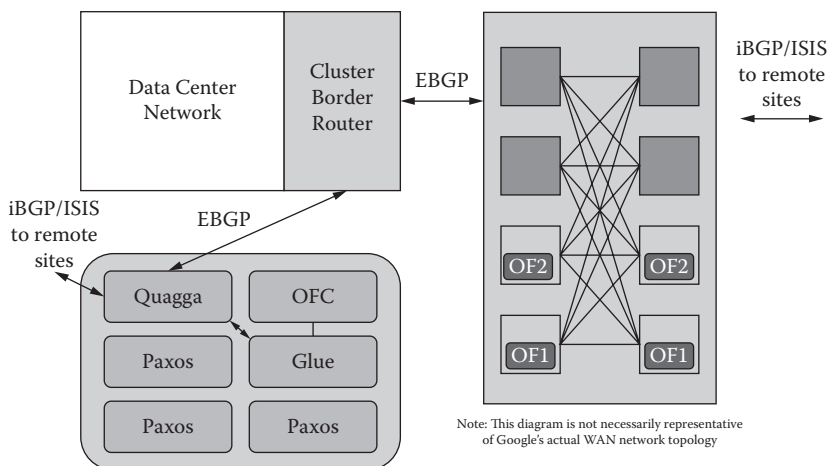 Data Center
Network
Cluster
Border
Router
EBGP
iBGP/ISIS
to remote
sites
OF2
OF2
OF1
OF1
iBGP/ISIS
to remote
sites
EBGP
Quagga
OFC
Paxos
Glue
Paxos
Paxos
Note: This diagram is not necessarily representative
of Google's actual WAN network topology